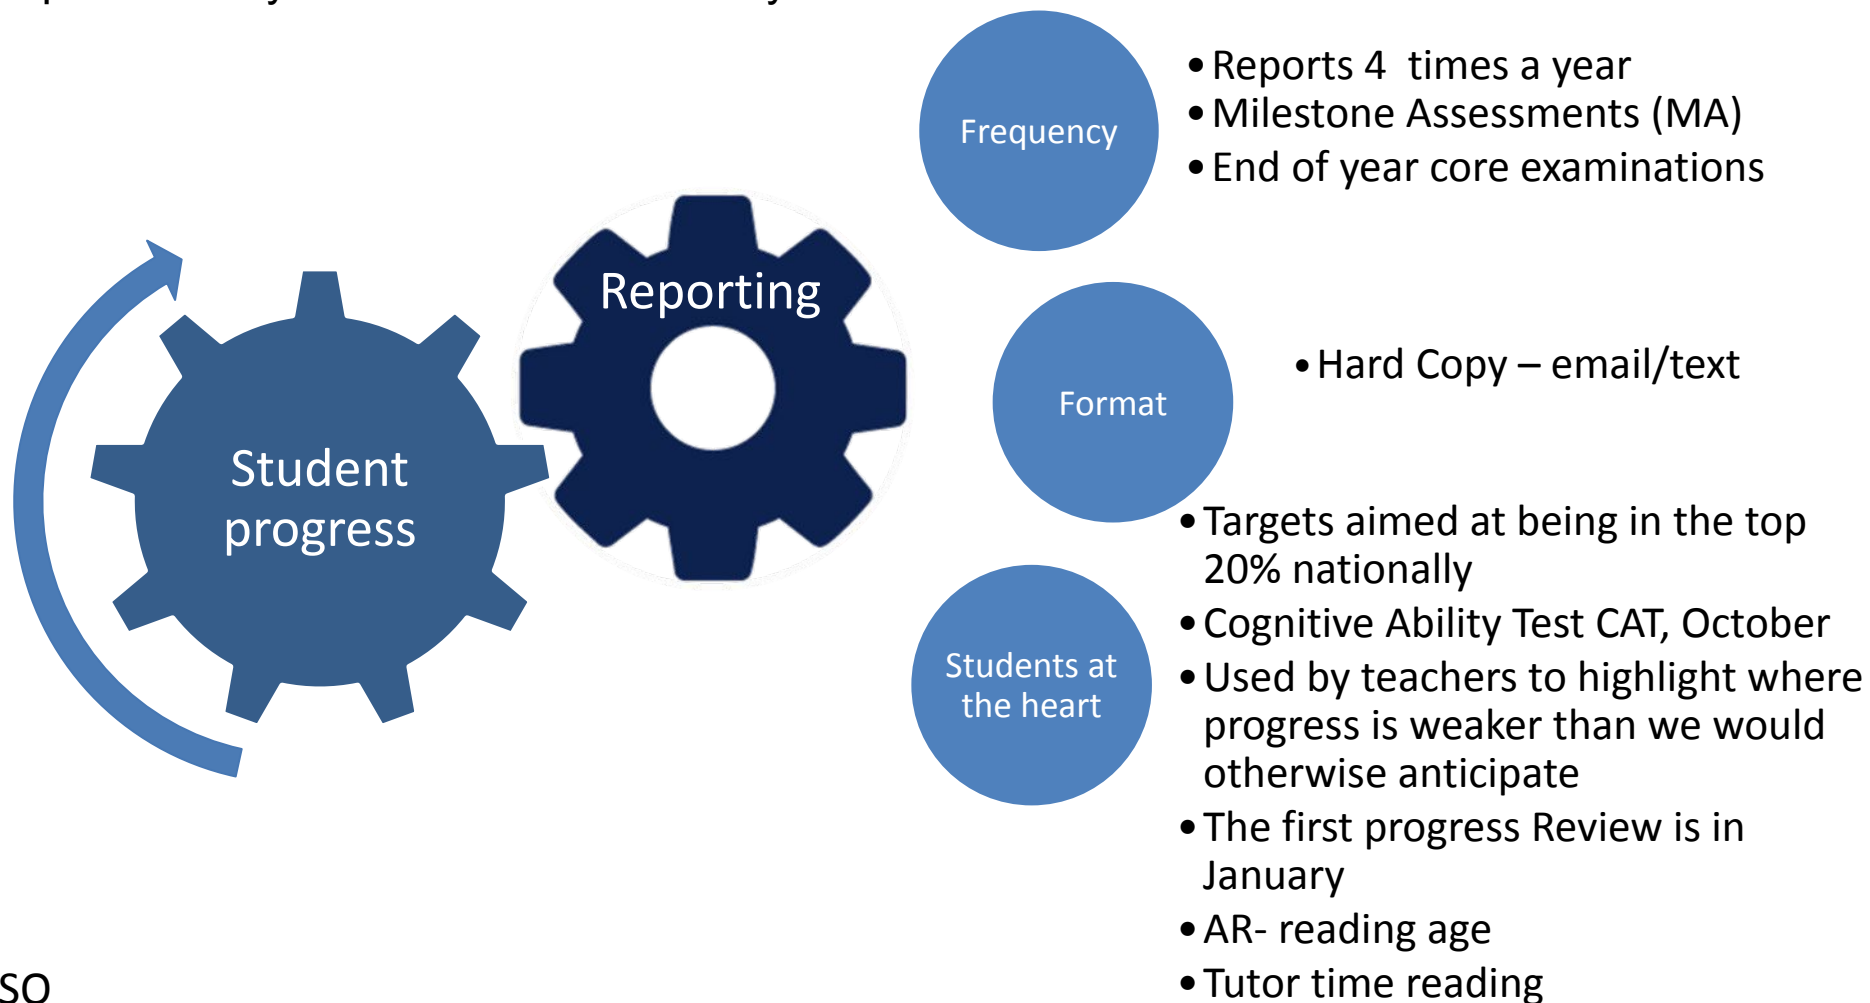 Frequency
• Reports 4 times a year
• Milestone Assessments (MA)
• End of year core examinations
Reporting
Format
• Hard Copy – email/text
Student
progress
Students at
the heart
• Targets aimed at being in the top
20% nationally
• Cognitive Ability Test CAT, October
• Used by teachers to highlight where
progress is weaker than we would
otherwise anticipate
• The first progress Review is in
January
• AR- reading age
• Tutor time reading
SO